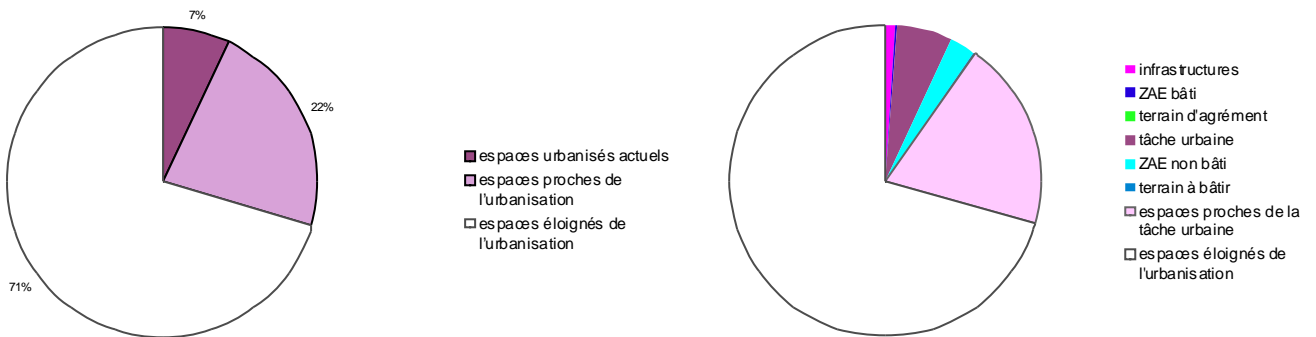 7%
22%
71%
espaces urbanisés actuels
espaces proches de
l'urbanisation
espaces éloignés de
l'urbanisation
infrastructures
ZAE bâti
terrain d'agrément
tâche urbaine
ZAE non bâti
terrain à bâtir
espaces proches de la
tâche urbaine
espaces éloignés de
l'urbanisation